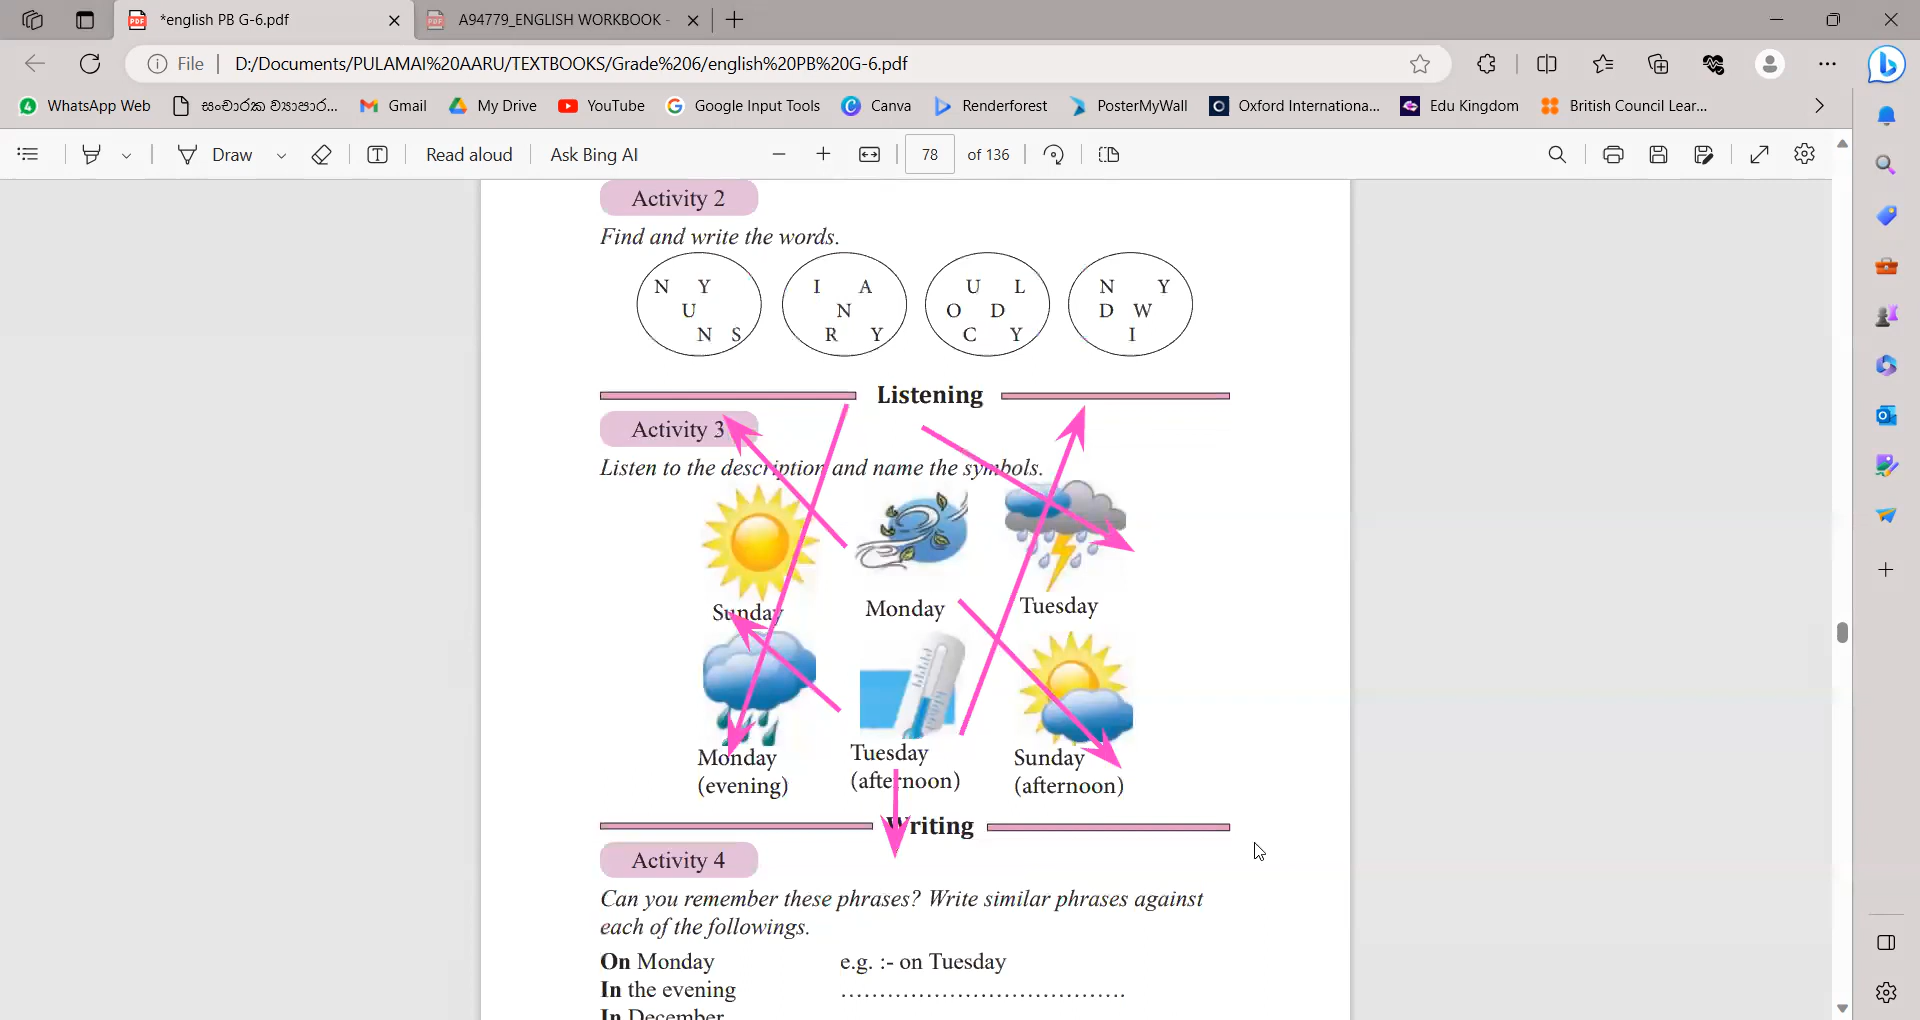 *english PB G-6.pdf
A94779_ENGLISH WORKBOOK -
File
D:/Documents/PULAMAI%20AARU/TEXTBOOKS/Grade%206/english%20PB%20G-6.pdf
WhatsApp Web
සංචාරක ව්‍යාපාර...
Gmail
My Drive
YouTube
Google Input Tools
Canva
Renderforest
PosterMyWall
Oxford Internationa...
Edu Kingdom
British Council Lear...
Draw
Read aloud
Ask Bing AI
78 of 136
Activity 2
Find and write the words.
N Y
U
N S
I A
N
R Y
U L
O D
C Y
N Y
D W
I
Listening
Activity 3
Listen to the description and name the symbols.
Sunday
Monday
Tuesday
Monday
(evening)
Tuesday
(afternoon)
Sunday
(afternoon)
Writing
Activity 4
Can you remember these phrases? Write similar phrases against
each of the followings.
On Monday e.g. :- on Tuesday
In the evening ....................................
In December